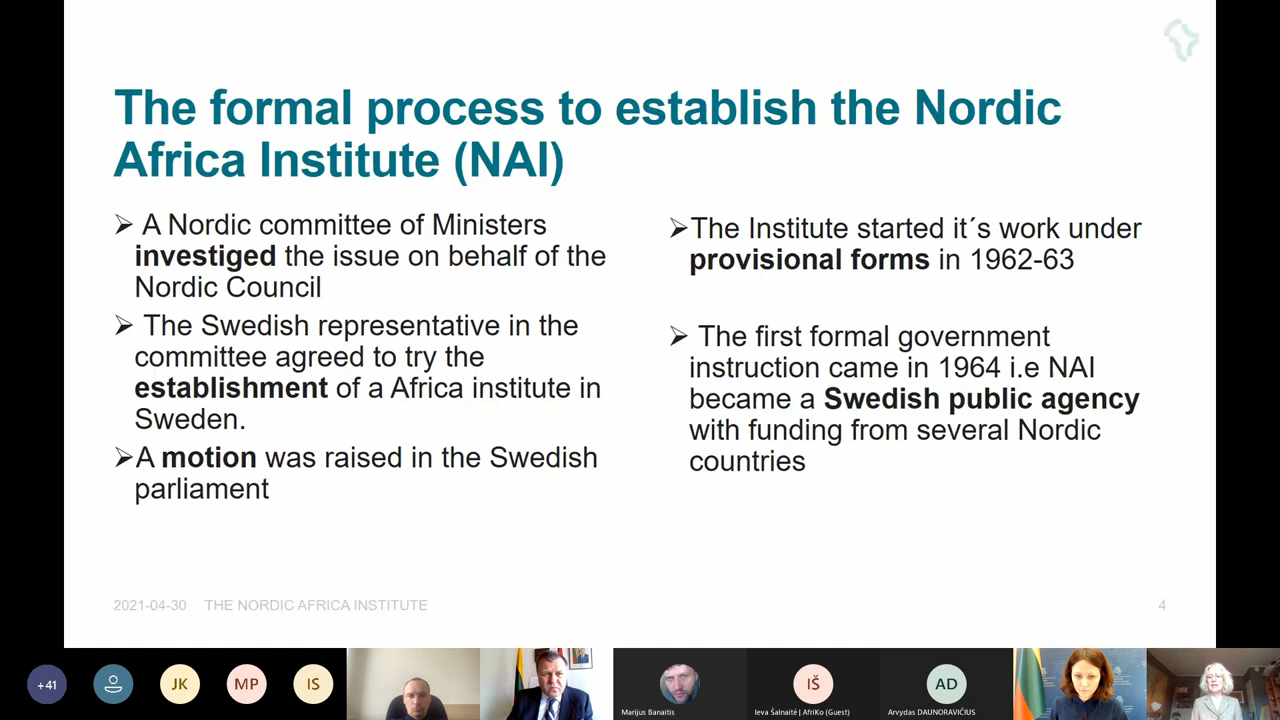 The formal process to establish the Nordic
Africa Institute (NAI)
➢ A Nordic committee of Ministers
investiged the issue on behalf of the
Nordic Council
➢ The Swedish representative in the
committee agreed to try the
establishment of a Africa institute in
Sweden.
➢A motion was raised in the Swedish
parliament
➢The Institute started it´s work under
provisional forms in 1962-63
➢ The first formal government
instruction came in 1964 i.e NAI
became a Swedish public agency
with funding from several Nordic
countries
2021-04-30 THE NORDIC AFRICA INSTITUTE
4
+41
JK
MP
IS
IŠ
AD
Marijus Banaitis
Ieva Šalnaitė | AfriKo (Guest)
Arvydas DAUNORAVIČIUS